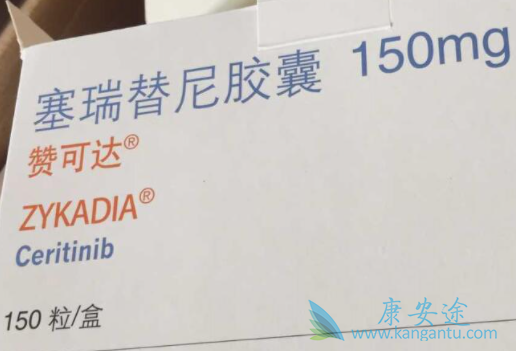 塞瑞替尼胶囊 150mg
赞可达®
ZYKADIA®
Ceritinib
150 粒/盒
康安途
www.kangantu.com